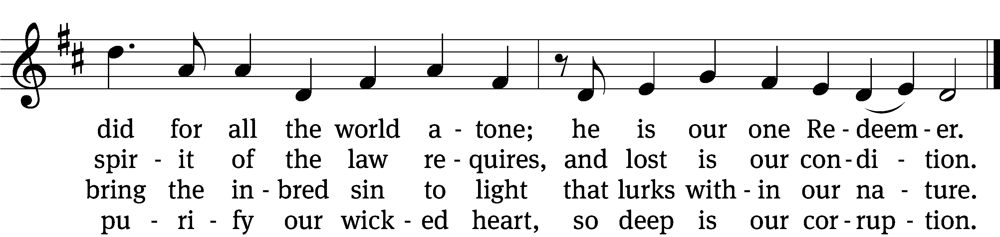 did for all the world a - tone; he is our one Re - deem - er.
spir - it of the law re - quires, and lost is our con - di - tion.
bring the in - bred sin to light that lurks with - in our na - ture.
pu - ri - fy our wick - ed heart, so deep is our cor - rup - tion.